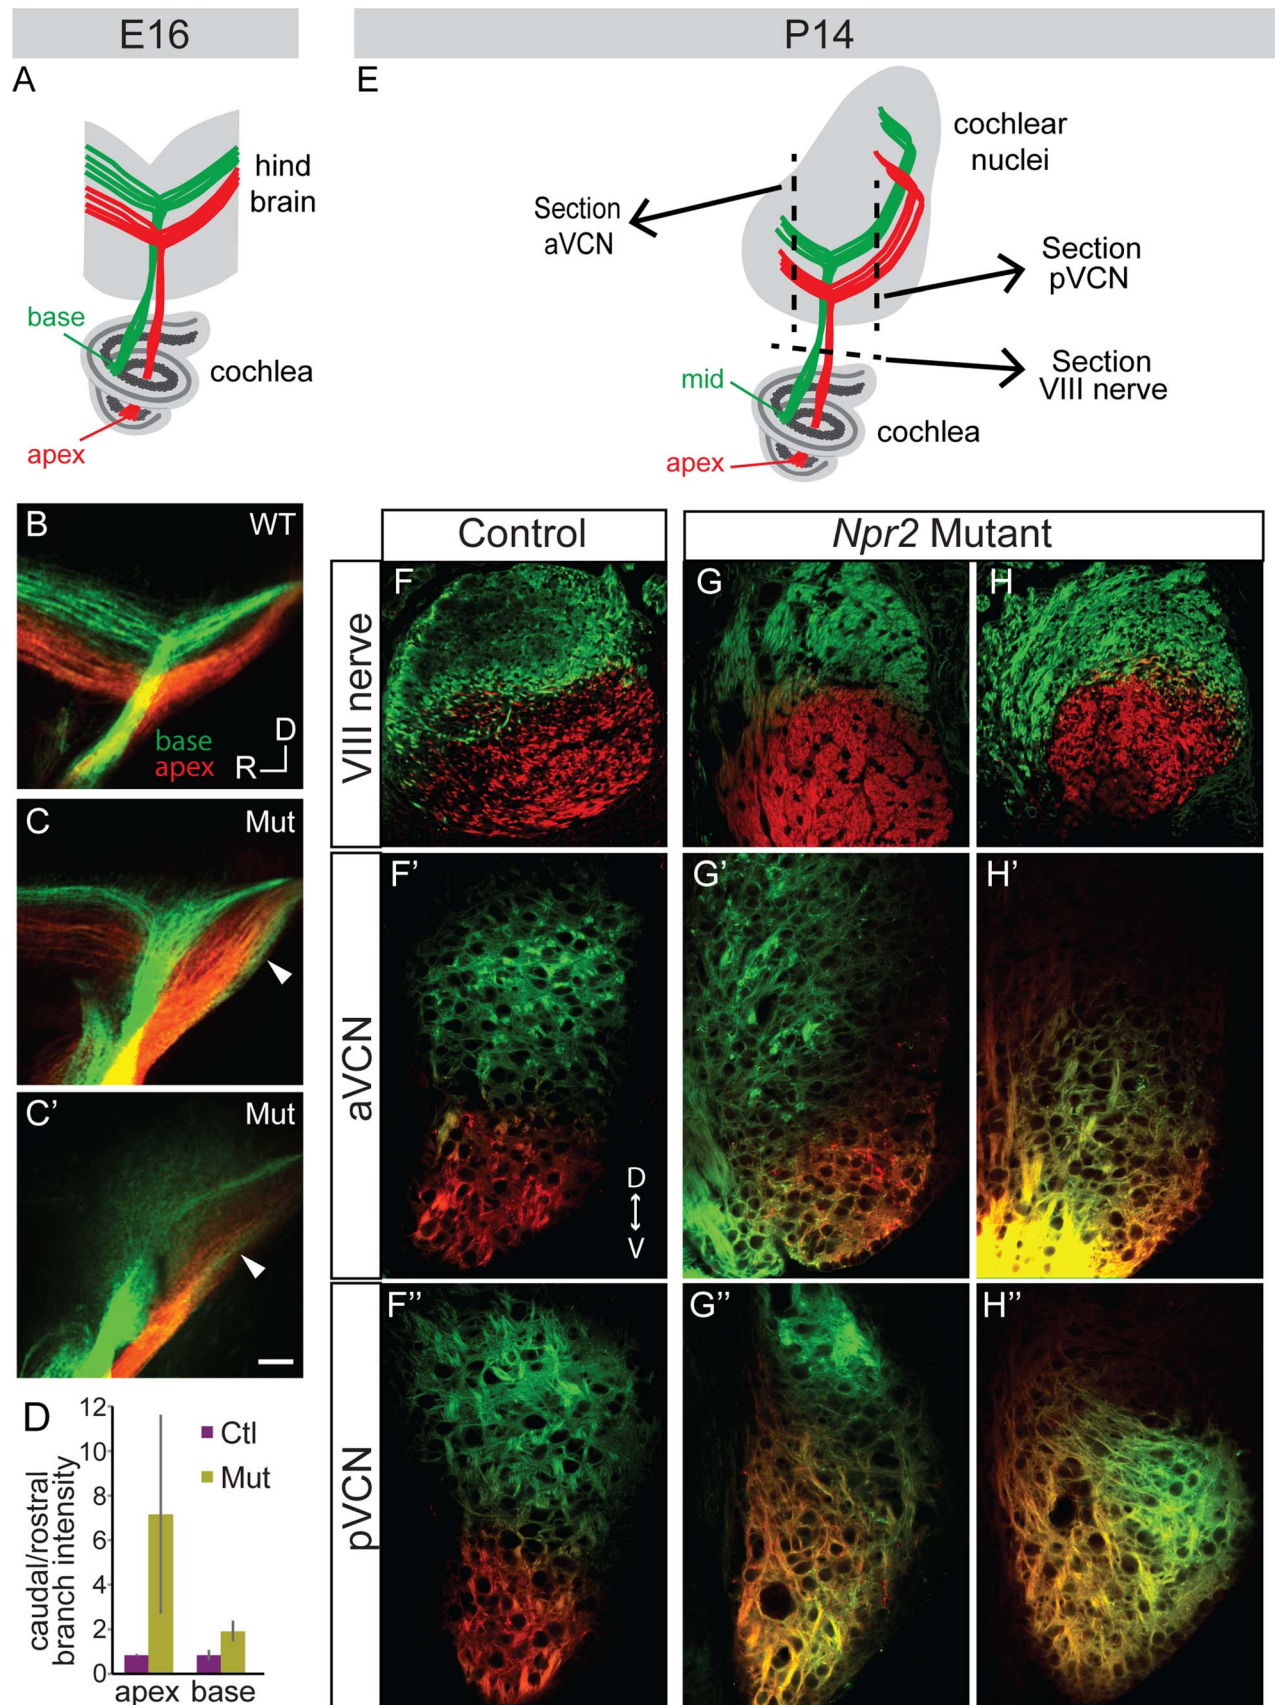 E16
P14
A
hind
brain
base
cochlea
apex
E
cochlear
nuclei
Section
aVCN
Section
pVCN
Section
VIII nerve
mid
cochlea
apex
B
WT
base
apex
D
R
C
Mut
C’
Mut
D
12
10
8
6
4
2
0
caudal/rostral
branch intensity
Ctl
Mut
apex
base
Control
Npr2 Mutant
VIII nerve
F
G
H
aVCN
F’
D
V
G’
H’
pVCN
F’’
G’’
H’’